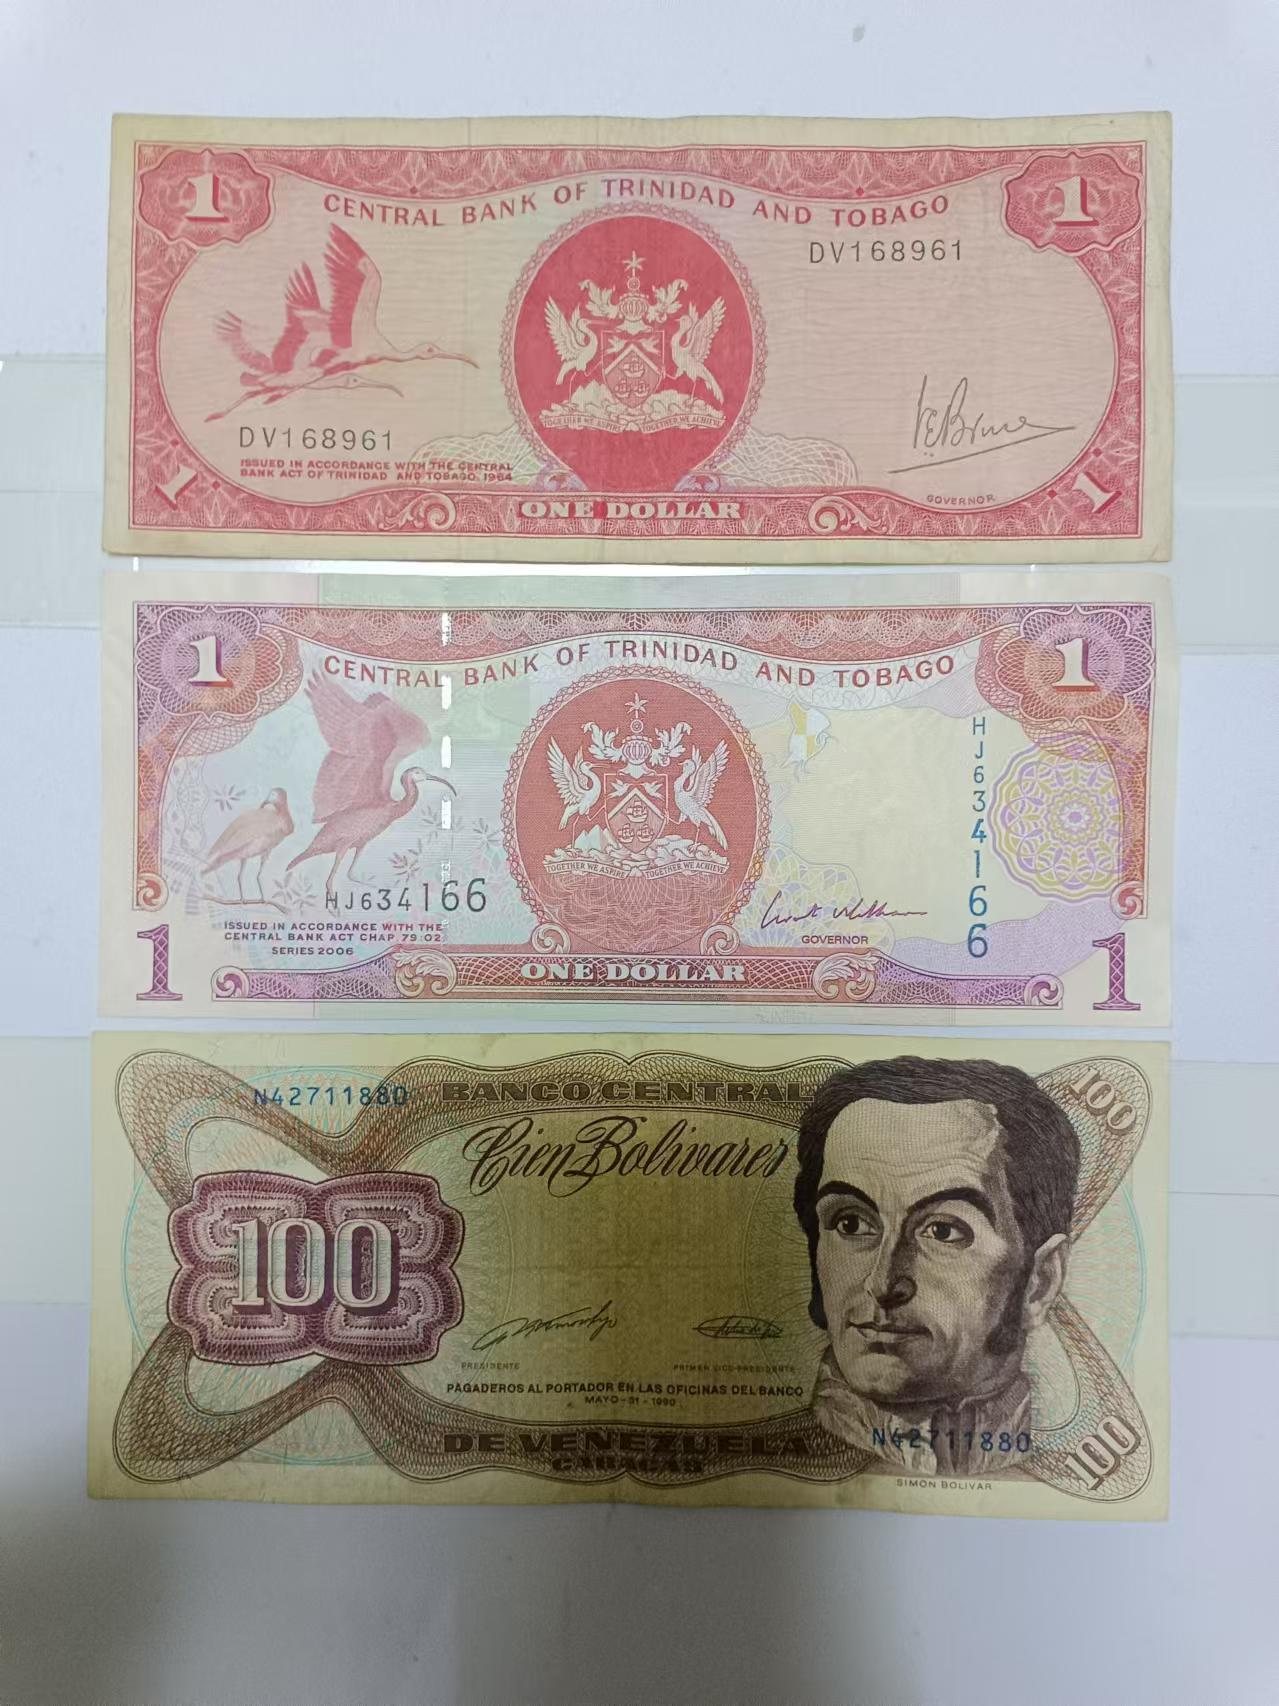 1 1
CENTRAL BANK OF TRINIDAD AND TOBAGO
DV168961
TOGETHER WE ASPIRE TOGETHER WE ACHIEVE
DV168961
ISSUED IN ACCORDANCE WITH THE CENTRAL
BANK ACT OF TRINIDAD AND TOBAGO, 1964
GOVERNOR
1 ONE DOLLAR 1
1 1
CENTRAL BANK OF TRINIDAD AND TOBAGO
HJ634166
TOGETHER WE ASPIRE TOGETHER WE ACHIEVE
HJ634166
ISSUED IN ACCORDANCE WITH THE
CENTRAL BANK ACT CHAP. 79:02
SERIES 2006
GOVERNOR
1 ONE DOLLAR 1
N42711880 BANCO CENTRAL 100
Cien Bolivares
100
PRESIDENTE PRIMER VICE-PRESIDENTE
PAGADEROS AL PORTADOR EN LAS OFICINAS DEL BANCO
MAYO-31-1990
DE VENEZUELA N42711880 100
CARACAS
SIMON BOLIVAR